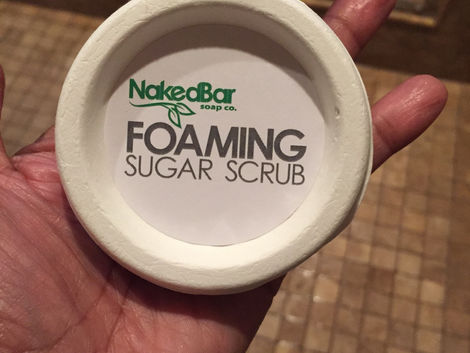 NakedBar
soap co.
FOAMING
SUGAR SCRUB